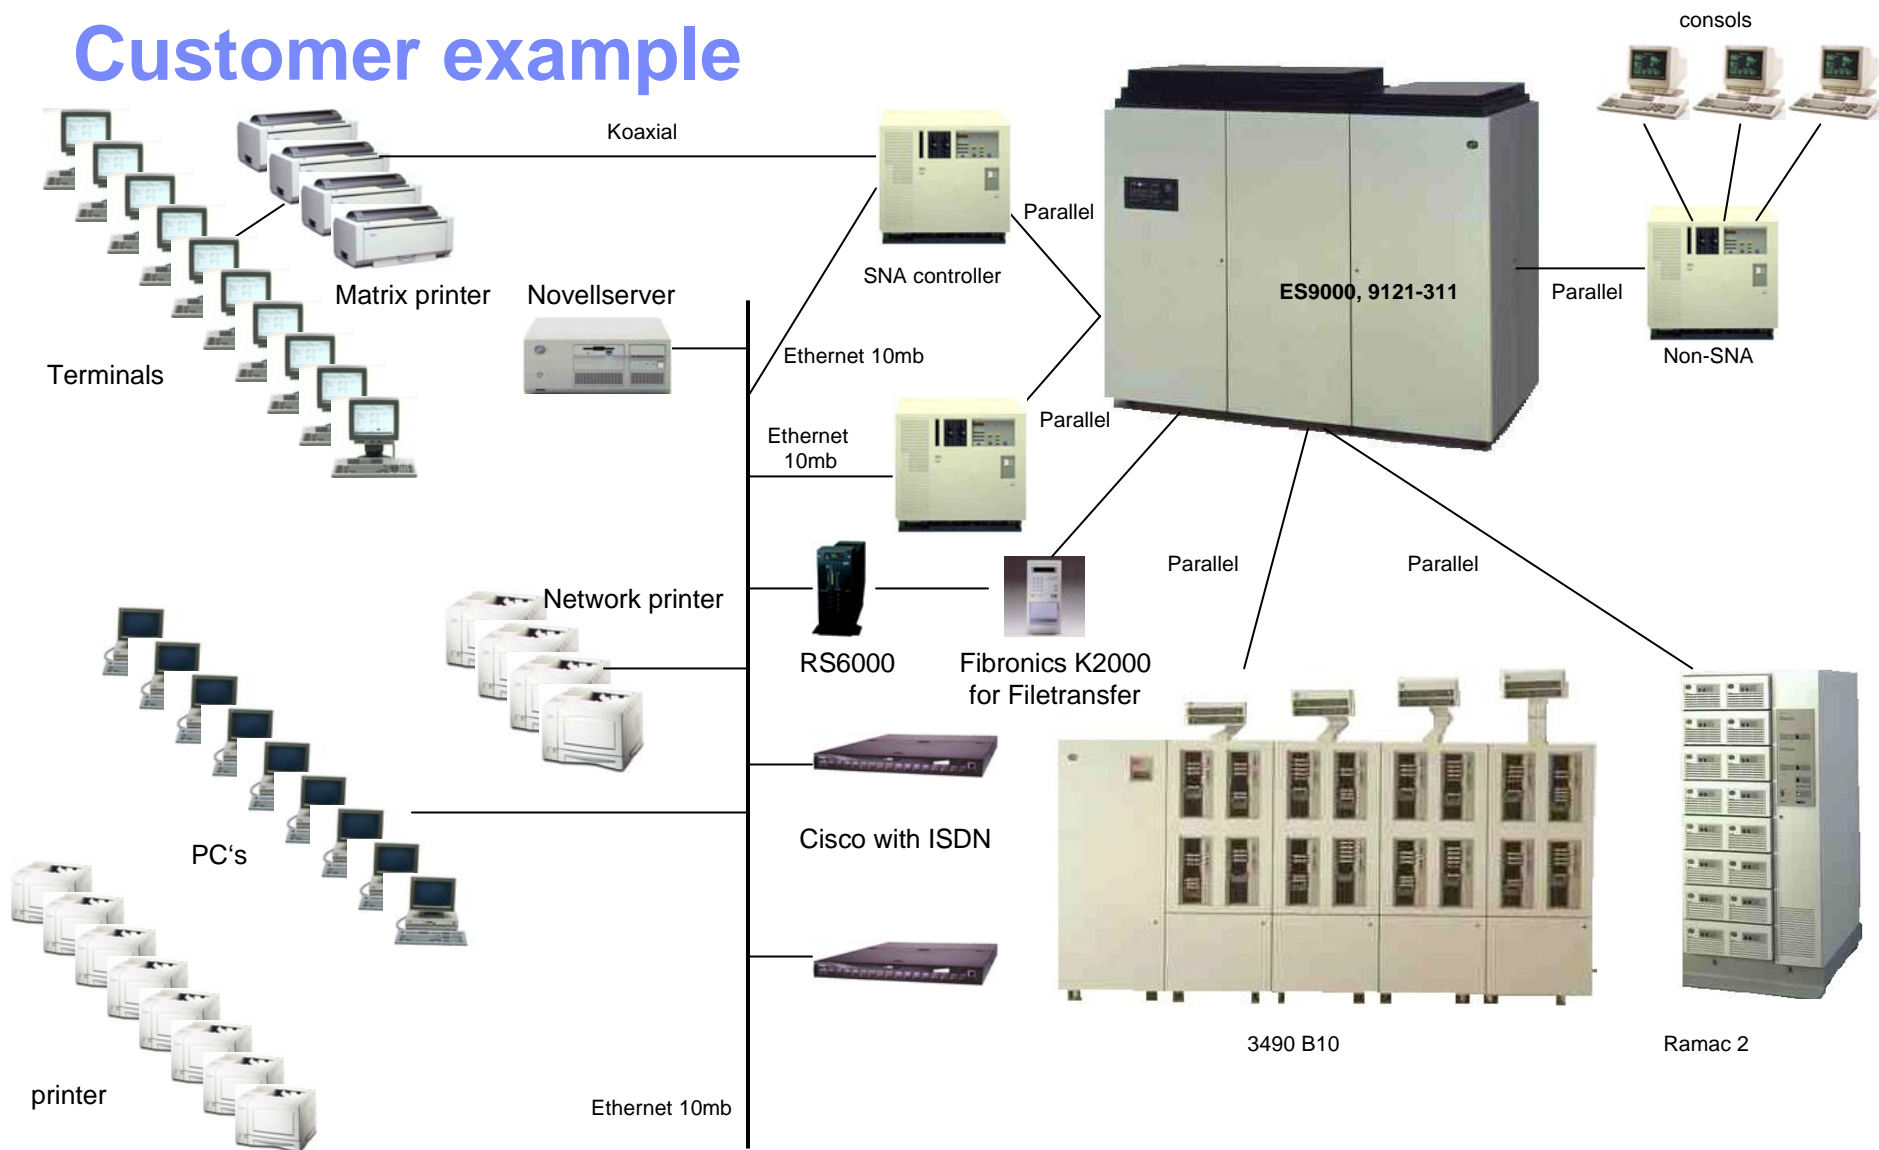 Customer example
consols
Koaxial
Parallel
SNA controller
ES9000, 9121-311
Parallel
Matrix printer
Novellserver
Non-SNA
Ethernet 10mb
Terminals
Parallel
Ethernet
10mb
Parallel
Parallel
Network printer
RS6000
Fibronics K2000
for Filetransfer
Cisco with ISDN
PC‘s
3490 B10
Ramac 2
printer
Ethernet 10mb